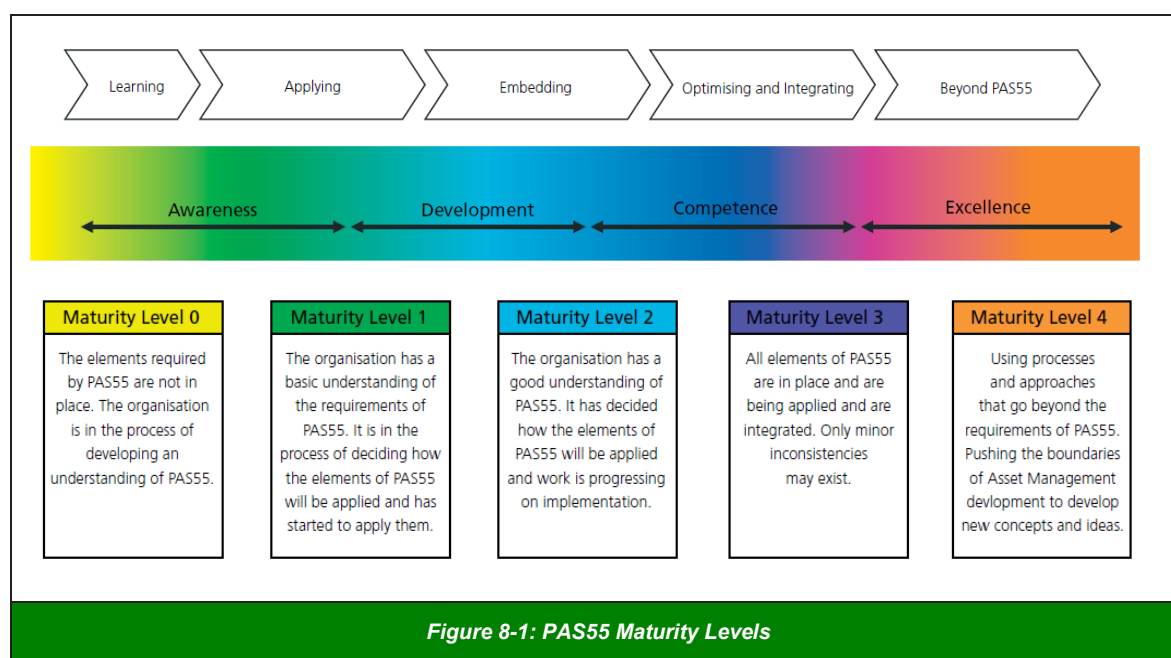 Learning
Applying
Embedding
Optimising and Integrating
Beyond PAS55
Awareness
Development
Competence
Excellence
Maturity Level 0
The elements required
by PAS55 are not in
place. The organisation
is in the process of
developing an
understanding of PAS55.
Maturity Level 1
The organisation has a
basic understanding of
the requirements of
PAS55. It is in the
process of deciding how
the elements of PAS55
will be applied and has
started to apply them.
Maturity Level 2
The organisation has a
good understanding of
PAS55. It has decided
how the elements of
PAS55 will be applied
and work is progressing
on implementation.
Maturity Level 3
All elements of PAS55
are in place and are
being applied and are
integrated. Only minor
inconsistencies
may exist.
Maturity Level 4
Using processes
and approaches
that go beyond the
requirements of PAS55.
Pushing the boundaries
of Asset Management
devlopment to develop
new concepts and ideas.
Figure 8-1: PAS55 Maturity Levels